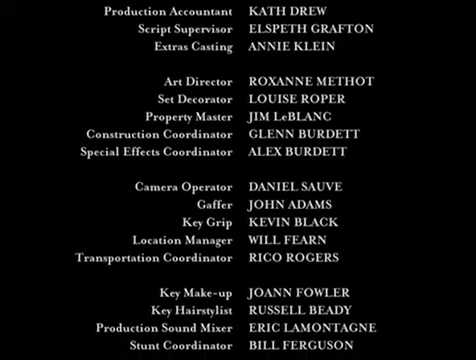 Production Accountant KATH DREW
Script Supervisor ELSPETH GRAFTON
Extras Casting ANNIE KLEIN
Art Director ROXANNE METHOT
Set Decorator LOUISE ROPER
Property Master JIM LeBLANC
Construction Coordinator GLENN BURDETT
Special Effects Coordinator ALEX BURDETT
Camera Operator DANIEL SAUVE
Gaffer JOHN ADAMS
Key Grip KEVIN BLACK
Location Manager WILL FEARN
Transportation Coordinator RICO ROGERS
Key Make-up JOANN FOWLER
Key Hairstylist RUSSELL BEADY
Production Sound Mixer ERIC LAMONTAGNE
Stunt Coordinator BILL FERGUSON